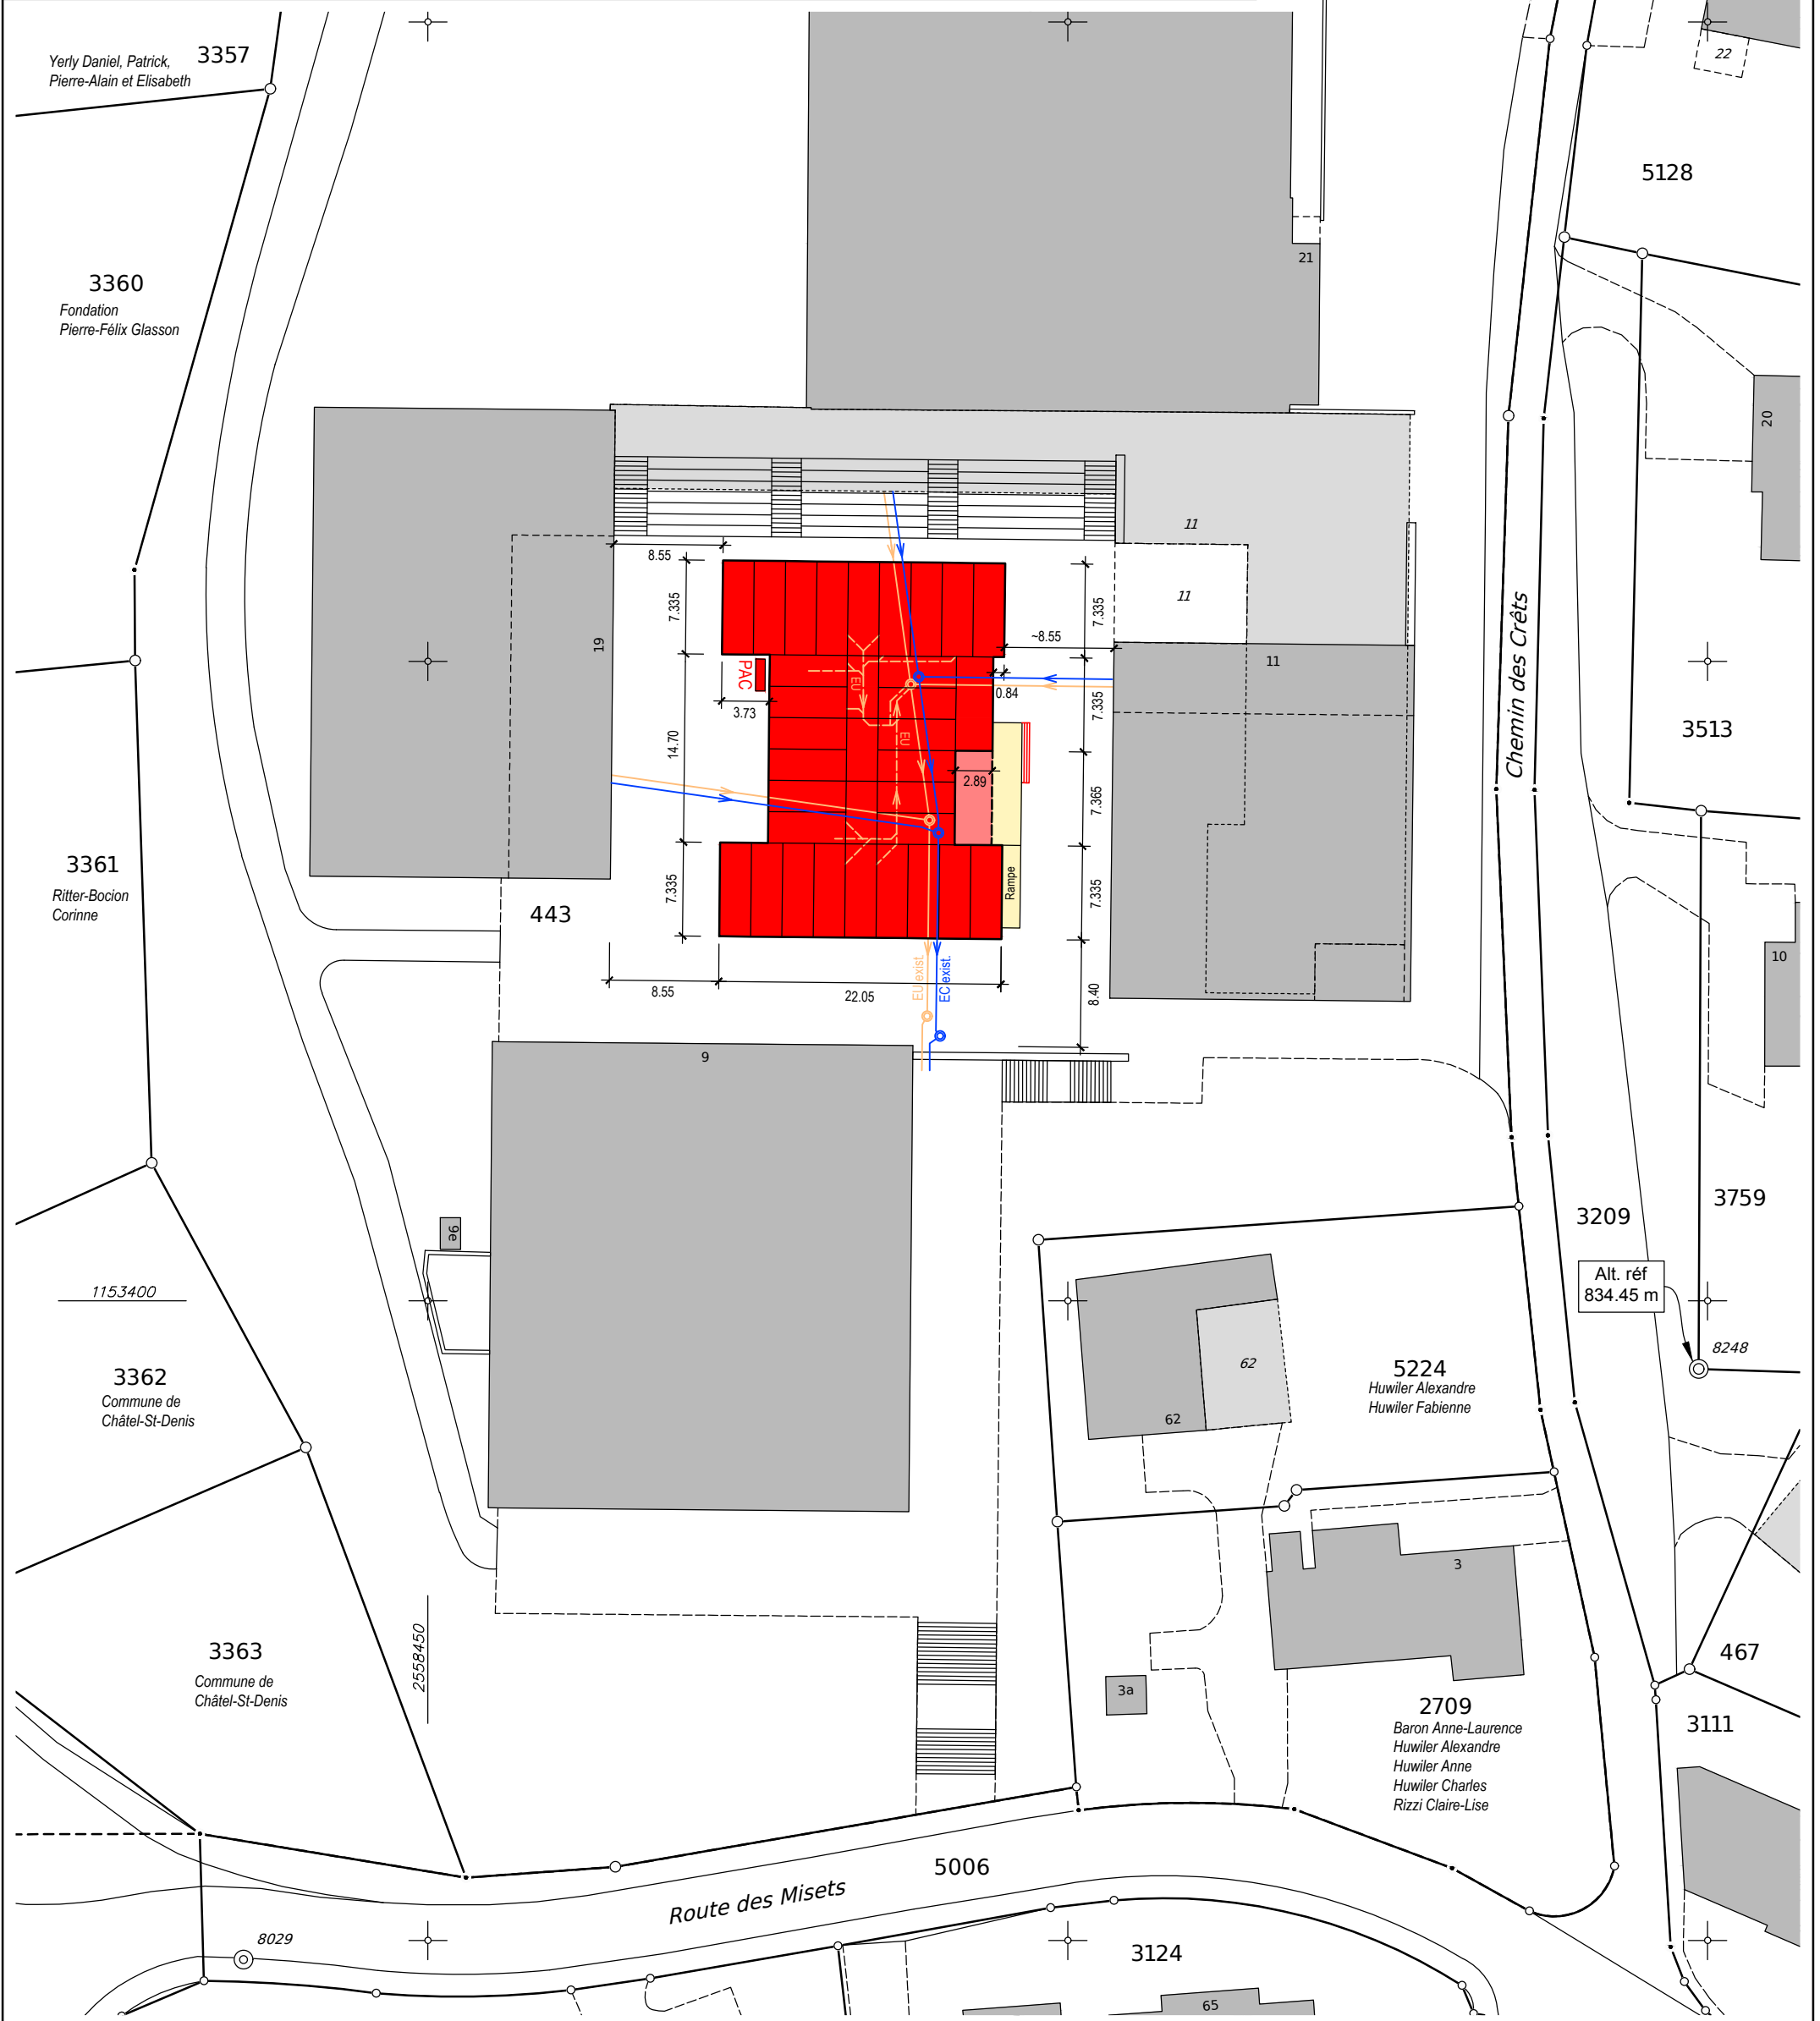 3357
Yerly Daniel, Patrick,
Pierre-Alain et Elisabeth
22
5128
21
3360
Fondation
Pierre-Félix Glasson
20
11
11
11
19
8.55
7.335
7.335
~8.55
PAC
EU
0.84
3.73
7.335
EU
14.70
2.89
7.365
Chemin des Crêts
3513
3361
Ritter-Bocion
Corinne
443
7.335
Rampe
7.335
10
EU exist.
EC exist.
8.55
22.05
8.40
9
9e
3759
3209
1153400
Alt. réf
834.45 m
8248
62
62
5224
Huwiler Alexandre
Huwiler Fabienne
3362
Commune de
Châtel-St-Denis
3
3363
Commune de
Châtel-St-Denis
2558450
467
3a
2709
Baron Anne-Laurence
Huwiler Alexandre
Huwiler Anne
Huwiler Charles
Rizzi Claire-Lise
3111
5006
Route des Misets
8029
3124
65